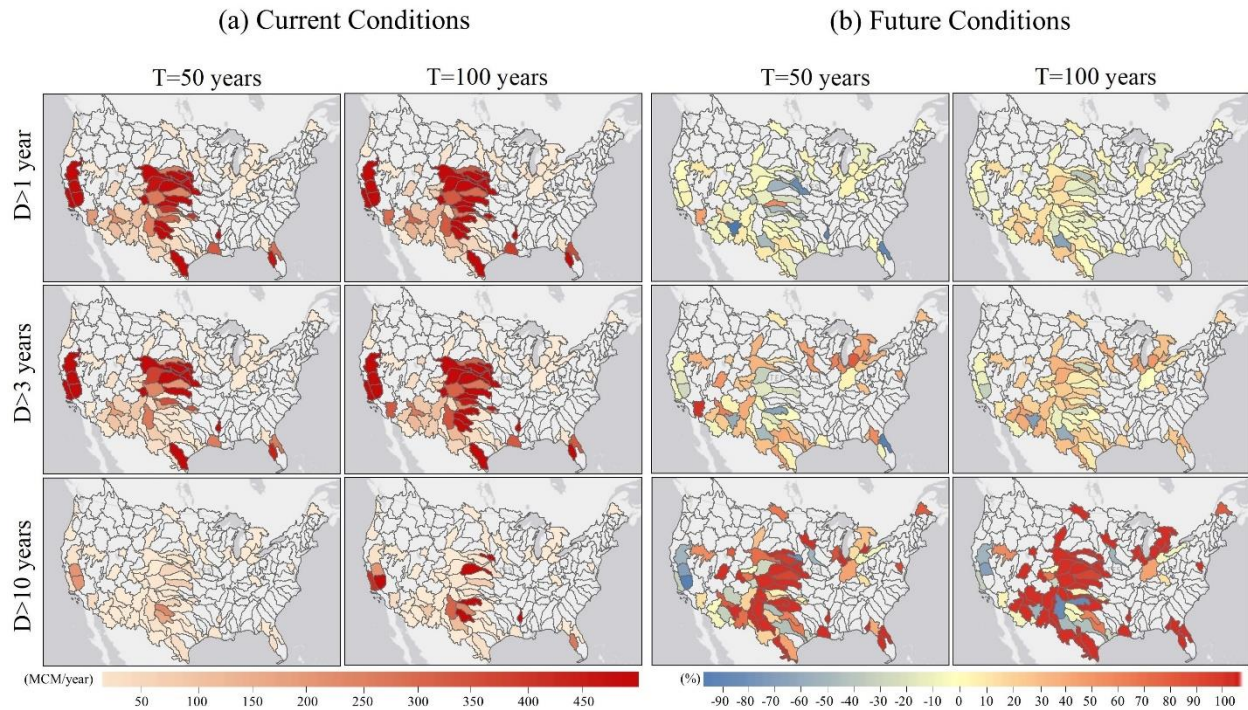 (a) Current Conditions
(b) Future Conditions
T=50 years
T=100 years
T=50 years
T=100 years
D>1 year
D>3 years
D>10 years
(MCM/year)
50 100 150 200 250 300 350 400 450
(%)
-90 -80 -70 -60 -50 -40 -30 -20 -10 0 10 20 30 40 50 60 70 80 90 100